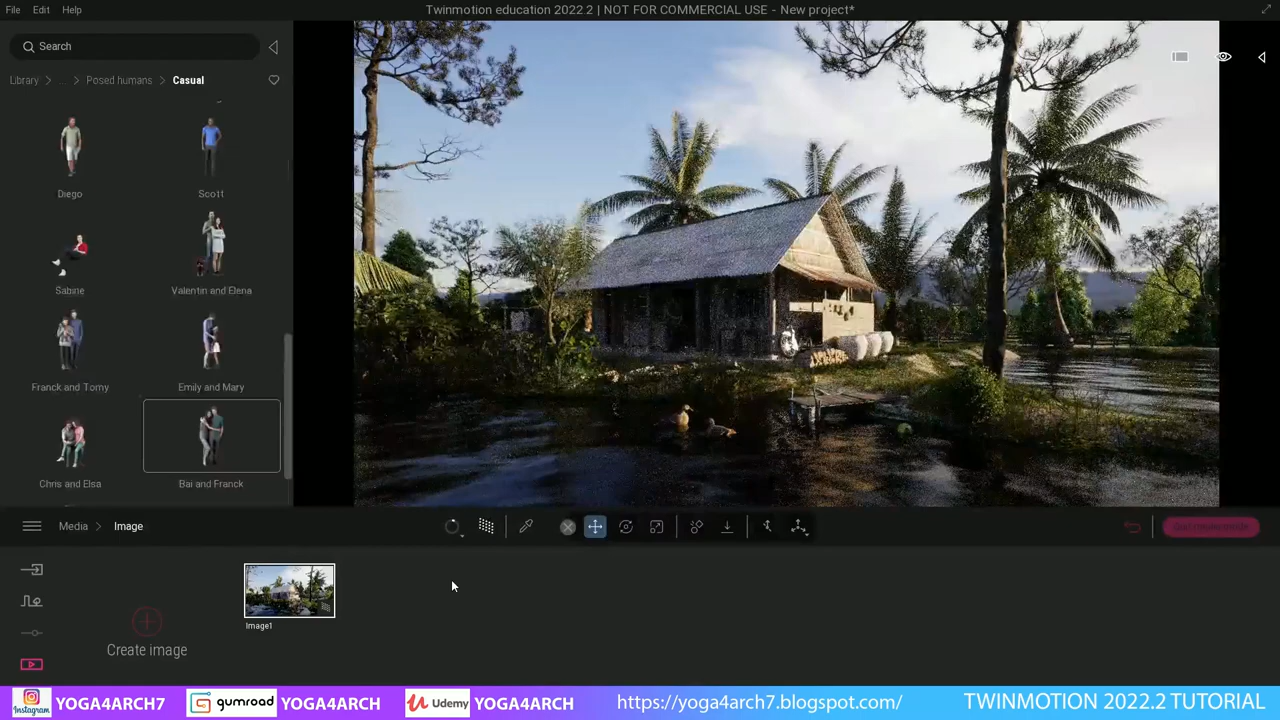 File Edit Help
Twinmotion education 2022.2 | NOT FOR COMMERCIAL USE - New project*
Search
Library ... Posed humans Casual
Diego Scott
Sabine Valentin and Elena
Franck and Tomy Emily and Mary
Chris and Elsa Bai and Franck
Media Image
Create image
Image1
Instagram YOGA4ARCH7 gumroad YOGA4ARCH Udemy YOGA4ARCH https://yoga4arch7.blogspot.com/ TWINMOTION 2022.2 TUTORIAL